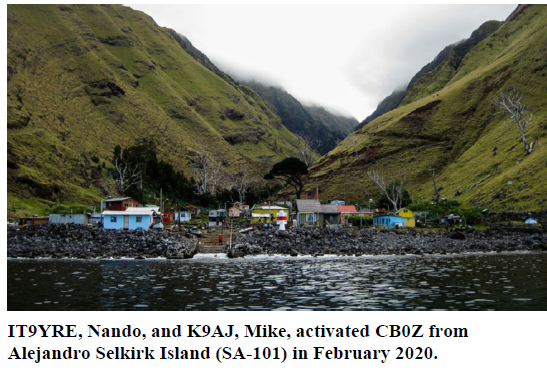 IT9YRE, Nando, and K9AJ, Mike, activated CB0Z from
Alejandro Selkirk Island (SA-101) in February 2020.